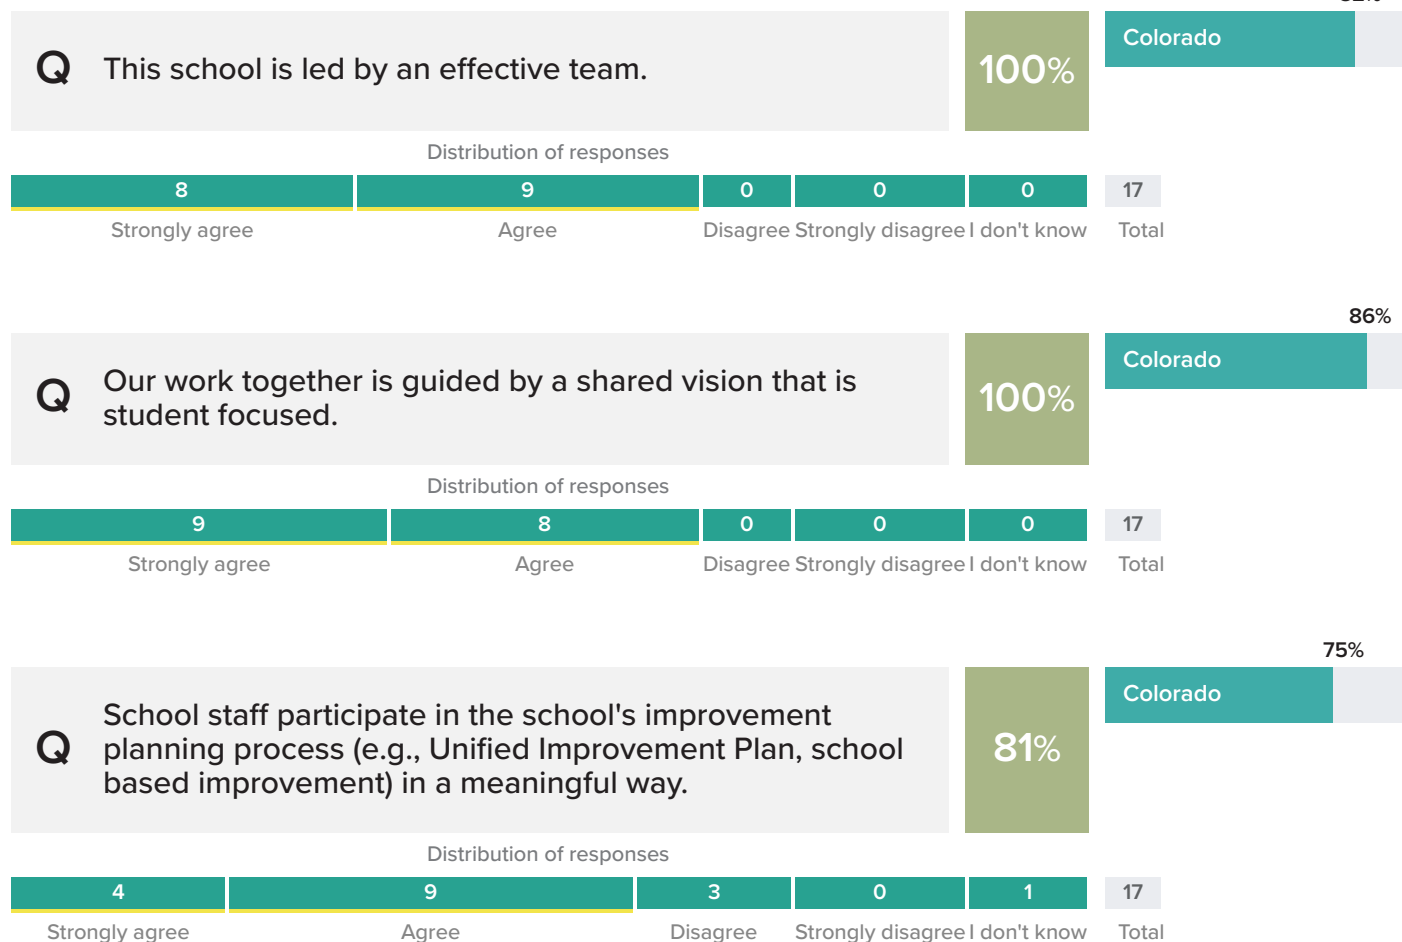 Q This school is led by an effective team.
100%
Colorado
Distribution of responses
8 9 0 0 0 17
Strongly agree Agree Disagree Strongly disagree I don't know Total
86%
Q Our work together is guided by a shared vision that is
student focused.
100%
Colorado
Distribution of responses
9 8 0 0 0 17
Strongly agree Agree Disagree Strongly disagree I don't know Total
75%
Q School staff participate in the school's improvement
planning process (e.g., Unified Improvement Plan, school
based improvement) in a meaningful way.
81%
Colorado
Distribution of responses
4 9 3 0 1 17
Strongly agree Agree Disagree Strongly disagree I don't know Total